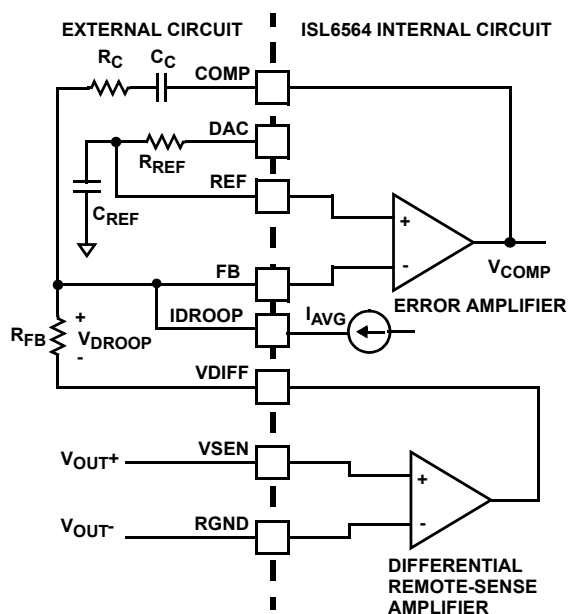 EXTERNAL CIRCUIT
ISL6564 INTERNAL CIRCUIT
RC
CC
COMP
DAC
RREF
REF
CREF
+
-
VCOMP
FB
ERROR AMPLIFIER
IDROOP
IAVG
RFB
+
VDROOP
-
VDIFF
VOUT+
VSEN
+
VOUT-
RGND
-
DIFFERENTIAL
REMOTE-SENSE
AMPLIFIER